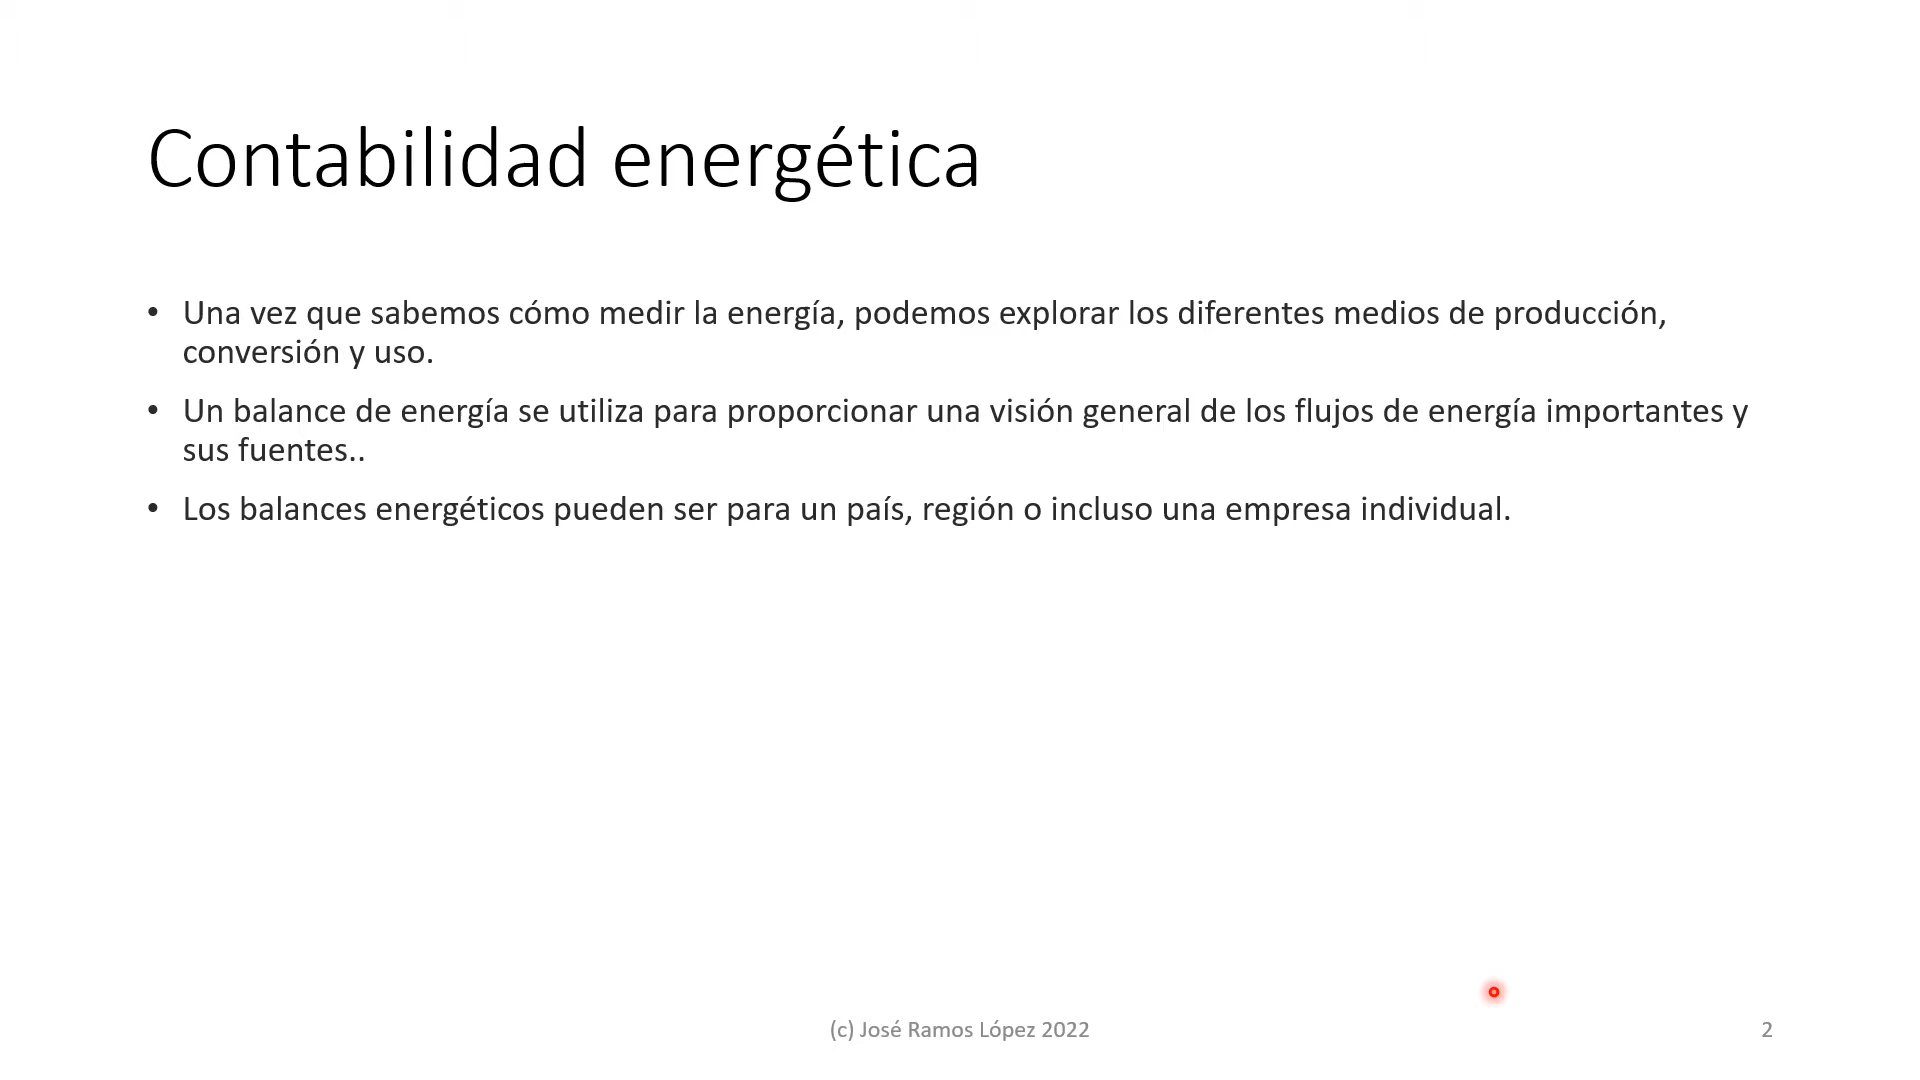 Contabilidad energética
• Una vez que sabemos cómo medir la energía, podemos explorar los diferentes medios de producción,
conversión y uso.
• Un balance de energía se utiliza para proporcionar una visión general de los flujos de energía importantes y
sus fuentes..
• Los balances energéticos pueden ser para un país, región o incluso una empresa individual.
(c) José Ramos López 2022
2